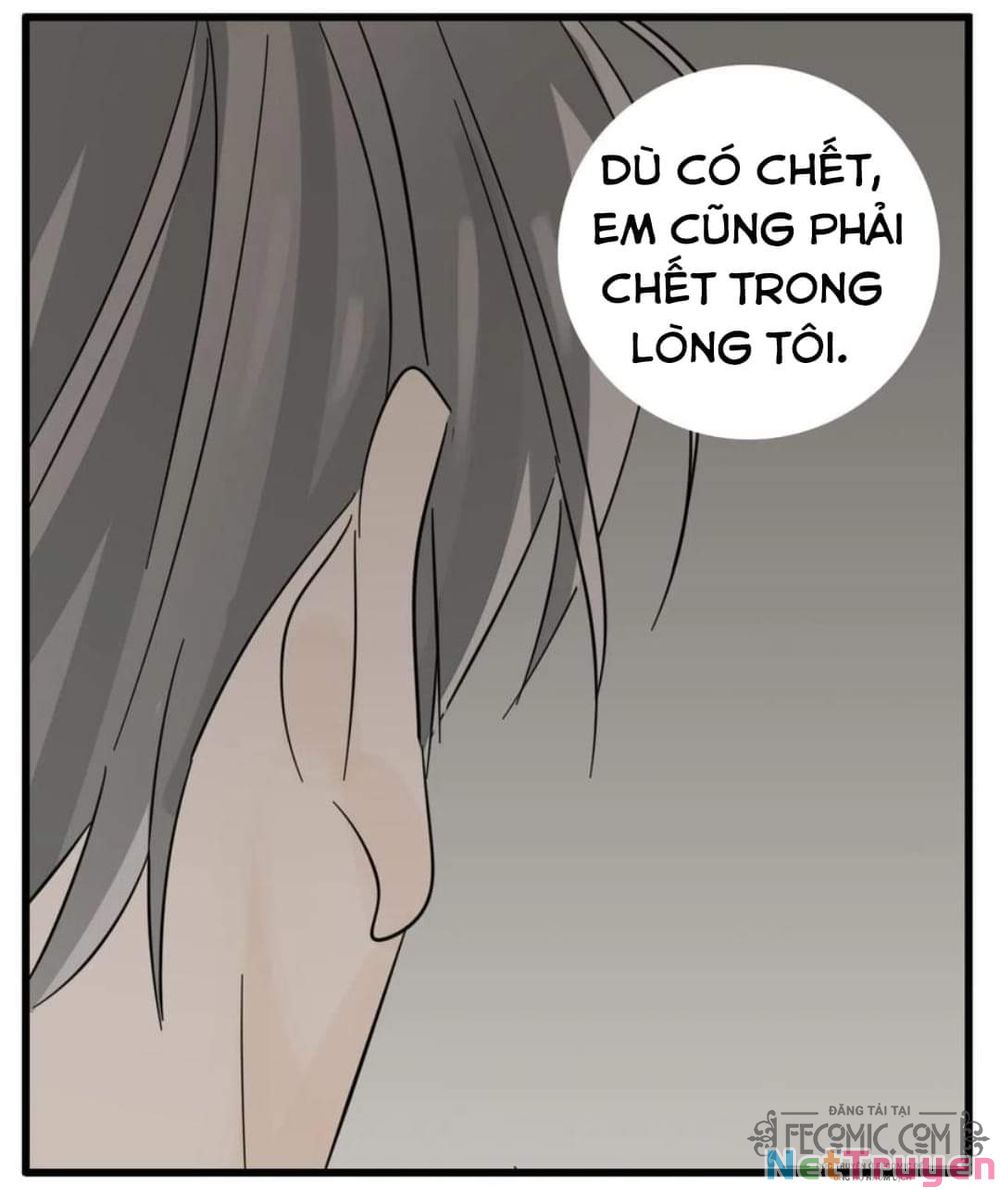 DÙ CÓ CHẾT,
EM CŨNG PHẢI
CHẾT TRONG
LÒNG TÔI.
ĐĂNG TẢI TẠI
FECOMIC.COM
NetTruyen